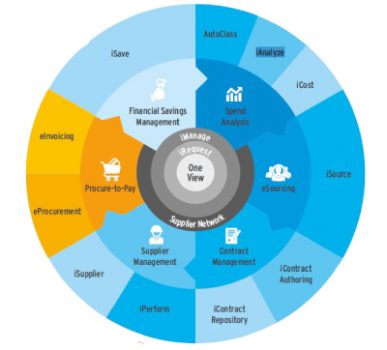 AutoClass
iAnalyze
iCost
iSource
iContract
Authoring
iContract
Repository
iPerform
iSupplier
eProcurement
eInvoicing
iSave
Financial Savings
Management
Spend
Analysis
eSourcing
Contract
Management
Supplier
Management
Procure-to-Pay
iManage
iRequest
One
View
Supplier Network